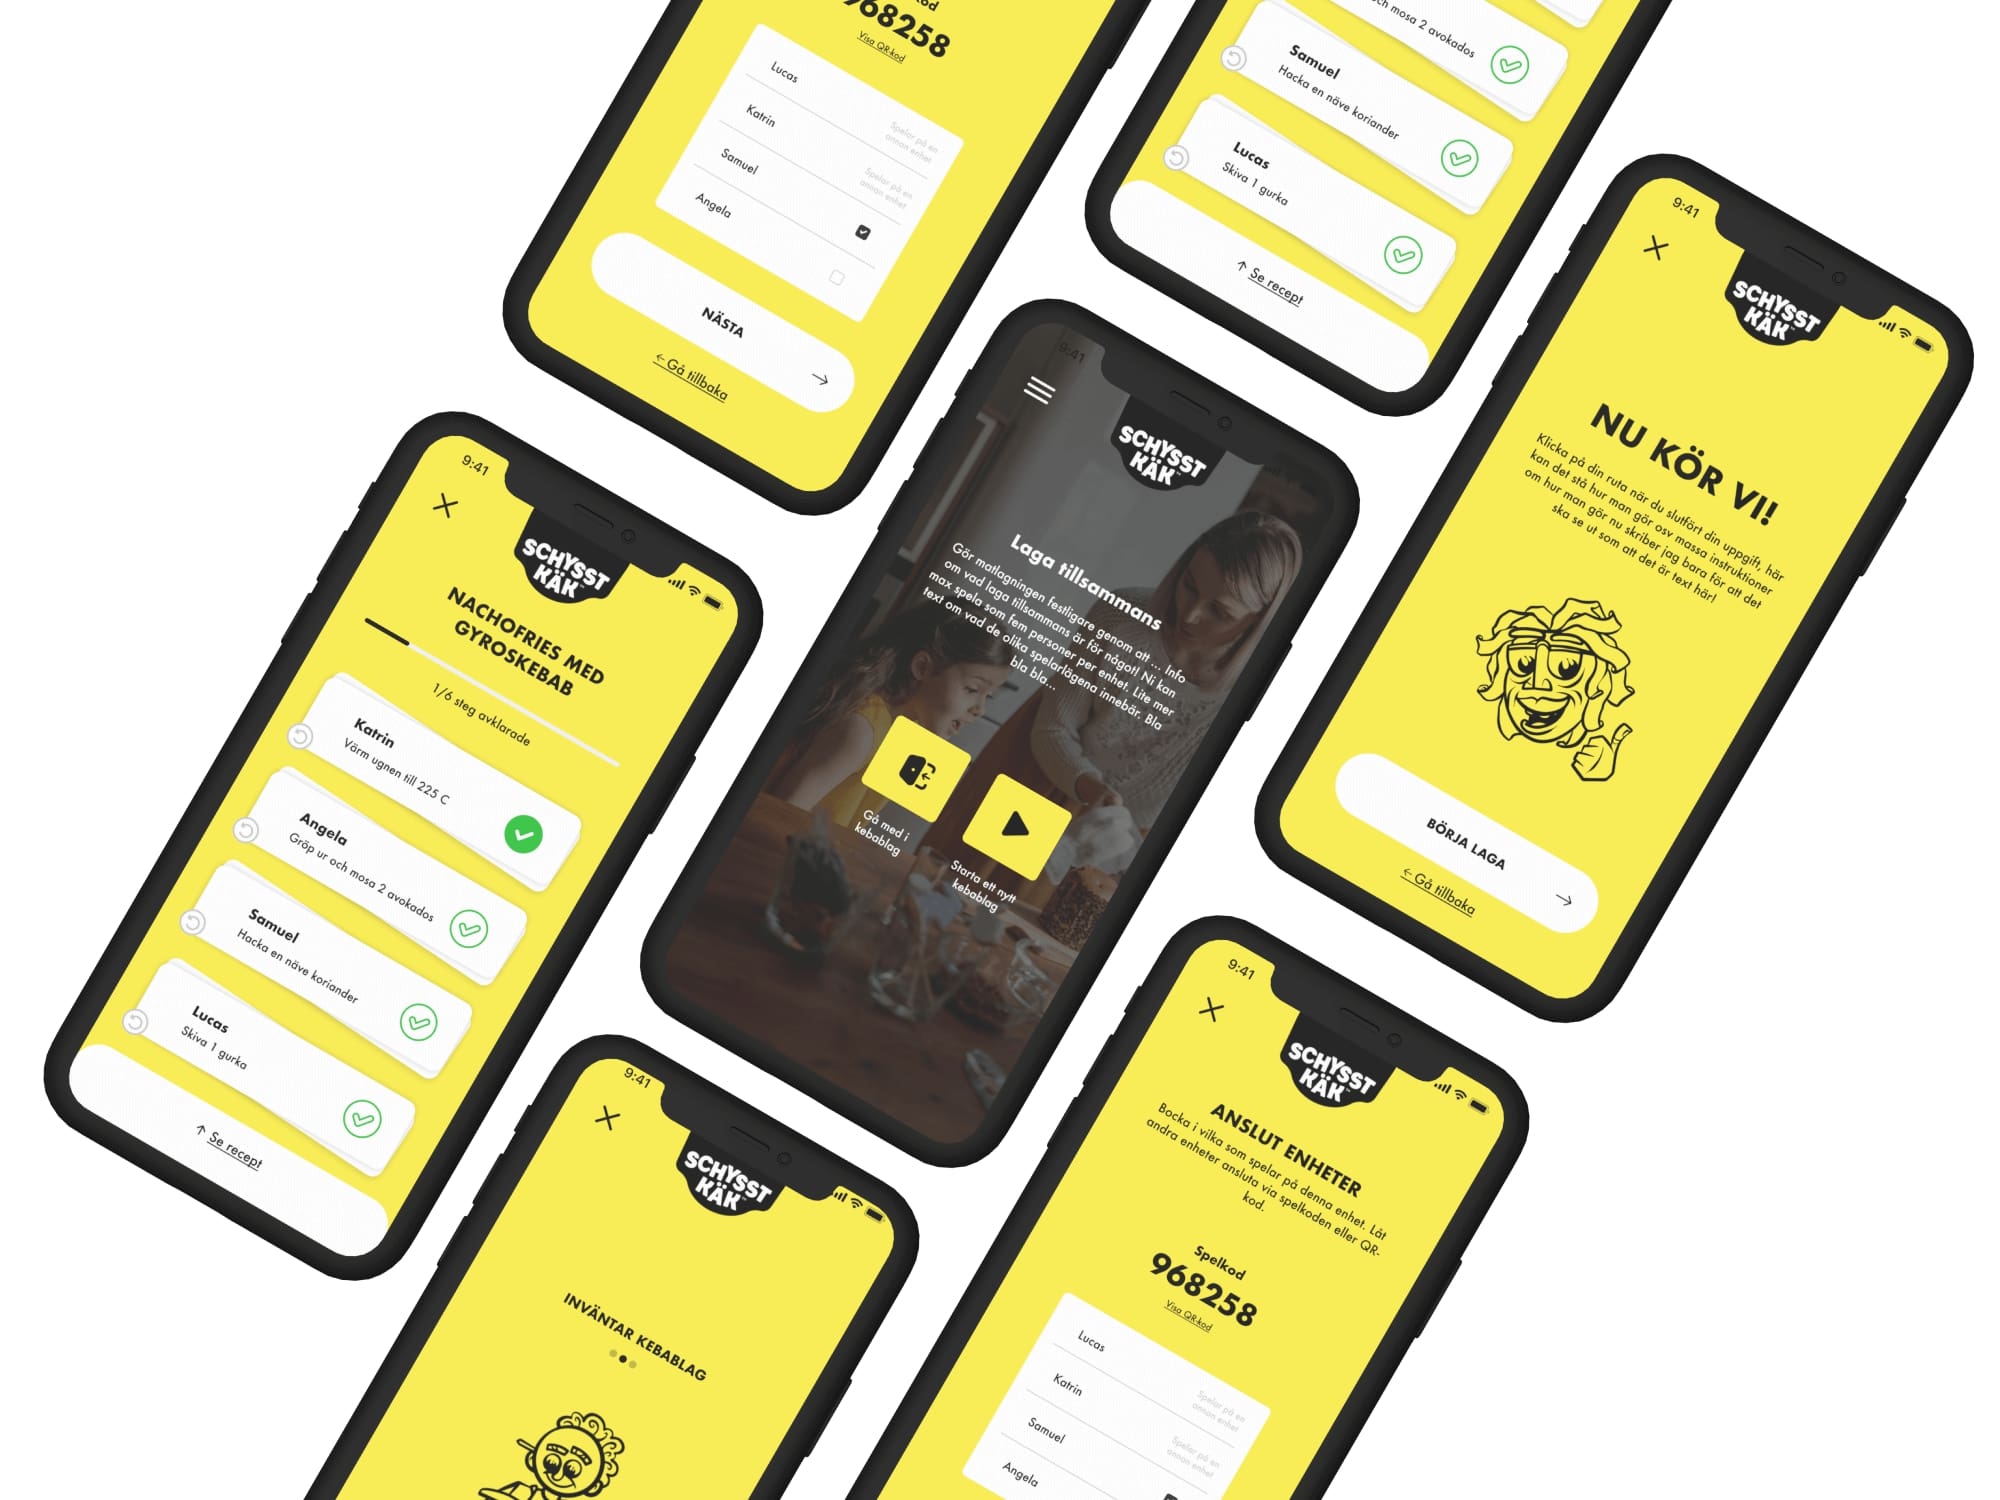 968258
Visa QR-kod
Lucas
Spelar på en
annan enhet
Katrin
Spelar på en
annan enhet
Samuel
Angela
NÄSTA
→
← Gå tillbaka
och mosa 2 avokados
Samuel
Hacka en näve koriander
Lucas
Skiva 1 gurka
↑ Se recept
9:41
SCHYSST
KÄK
NU KÖR VI!
Klicka på din ruta när du slutfört din uppgift, här
kan det stå hur man gör osv massa instruktioner
om hur man gör nu skriber jag bara för att det
ska se ut som att det är text här!
BÖRJA LAGA
→
← Gå tillbaka
9:41
SCHYSST
KÄK
Laga tillsammans
Gör matlagningen festligare genom att ... Info
om vad laga tillsammans är för något! Ni kan
max spela som fem personer per enhet. Lite mer
text om vad de olika spelarlägena innebär. Bla
bla bla...
Gå med i
kebablag
Starta ett nytt
kebablag
9:41
SCHYSST
KÄK
NACHOFRIES MED
GYROSKEBAB
1/6 steg avklarade
Katrin
Värm ugnen till 225 C
Angela
Gröp ur och mosa 2 avokados
Samuel
Hacka en näve koriander
Lucas
Skiva 1 gurka
↑ Se recept
9:41
SCHYSST
KÄK
INVÄNTAR KEBABLAG
9:41
SCHYSST
KÄK
ANSLUT ENHETER
Bocka i vilka som spelar på denna enhet. Låt
andra enheter ansluta via spelkoden eller QR-
kod.
Spelkod
968258
Visa QR-kod
Lucas
Spelar på en
annan enhet
Katrin
Spelar på en
annan enhet
Samuel
Angela